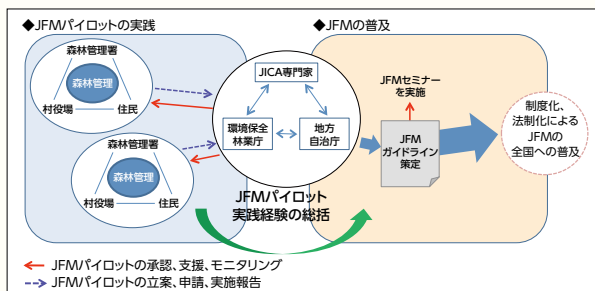 ◆JFMパイロットの実践
森林管理署
森林管理
村役場
住民
森林管理署
森林管理
村役場
住民
JICA専門家
環境保全
林業庁
地方
自治庁
JFMパイロット
実践経験の総括
◆JFMの普及
JFMセミナー
を実施
JFM
ガイドライン
策定
制度化、
法制化による
JFMの
全国への普及
JFMパイロットの承認、支援、モニタリング
JFMパイロットの立案、申請、実施報告